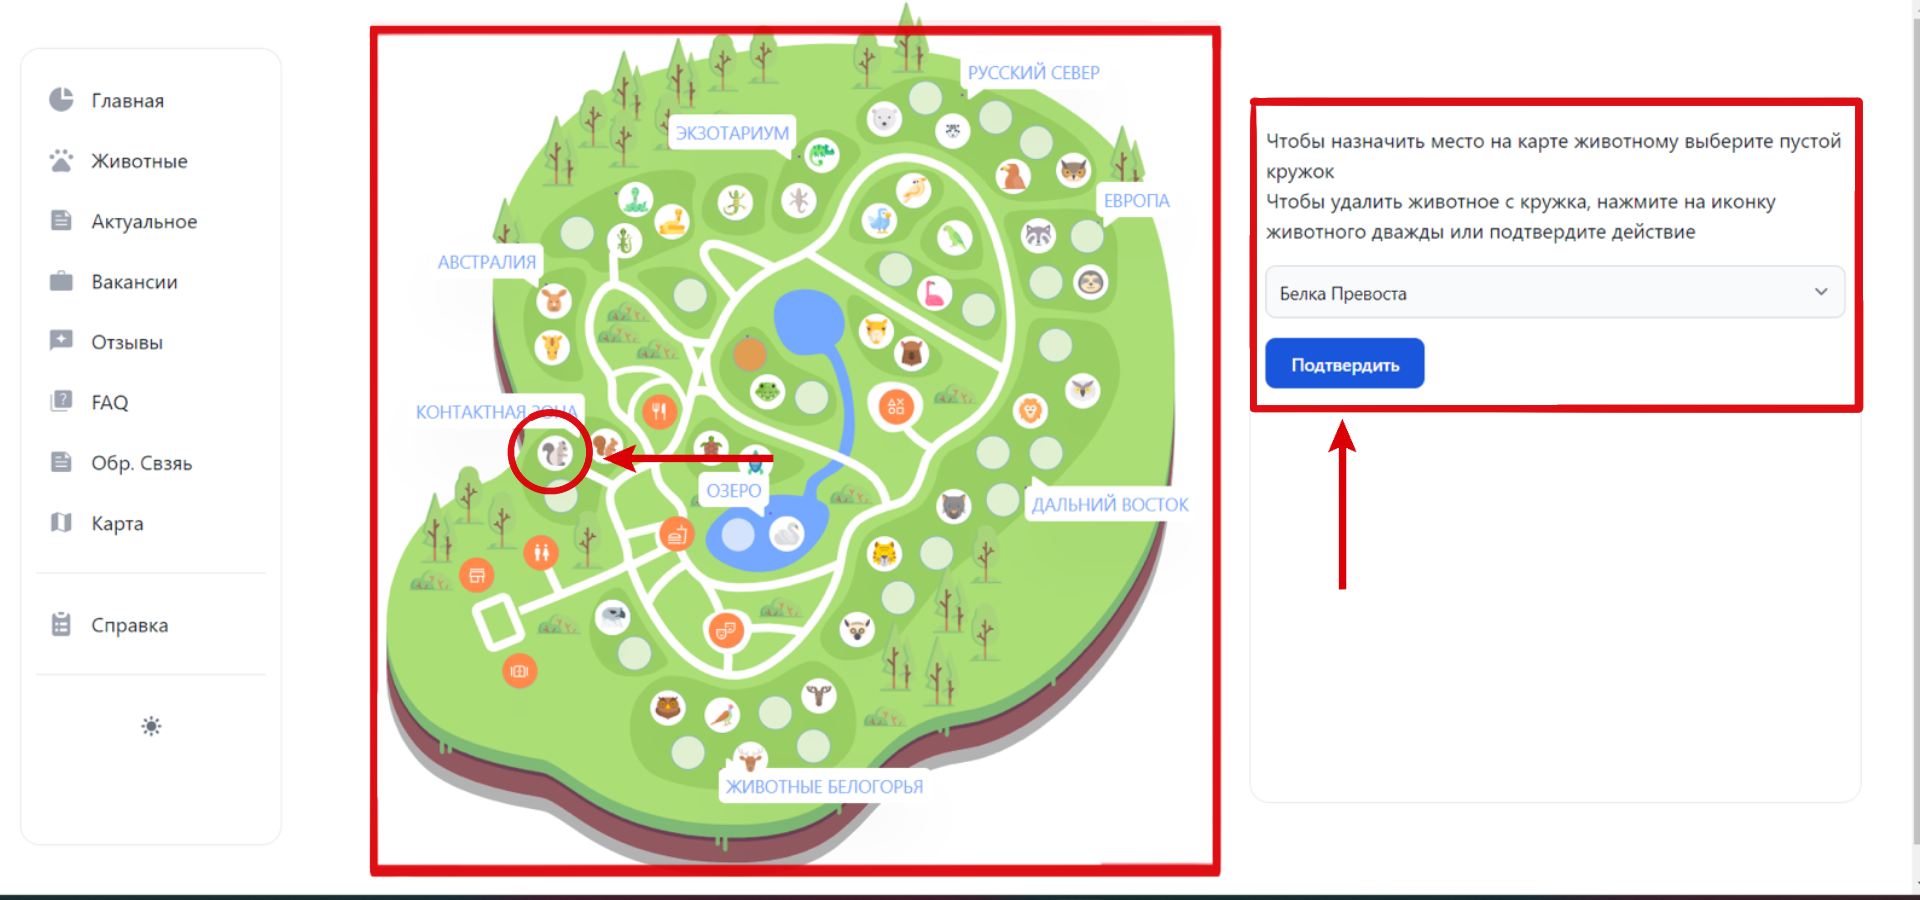 Главная
Животные
Актуальное
Вакансии
Отзывы
FAQ
Обр. Свзяь
Карта
Справка
РУССКИЙ СЕВЕР
ЭКЗОТАРИУМ
ЕВРОПА
АВСТРАЛИЯ
КОНТАКТНАЯ ЗОНА
ОЗЕРО
ДАЛЬНИЙ ВОСТОК
ЖИВОТНЫЕ БЕЛОГОРЬЯ
Чтобы назначить место на карте животному выберите пустой
кружок
Чтобы удалить животное с кружка, нажмите на иконку
животного дважды или подтвердите действие
Белка Превоста
Подтвердить